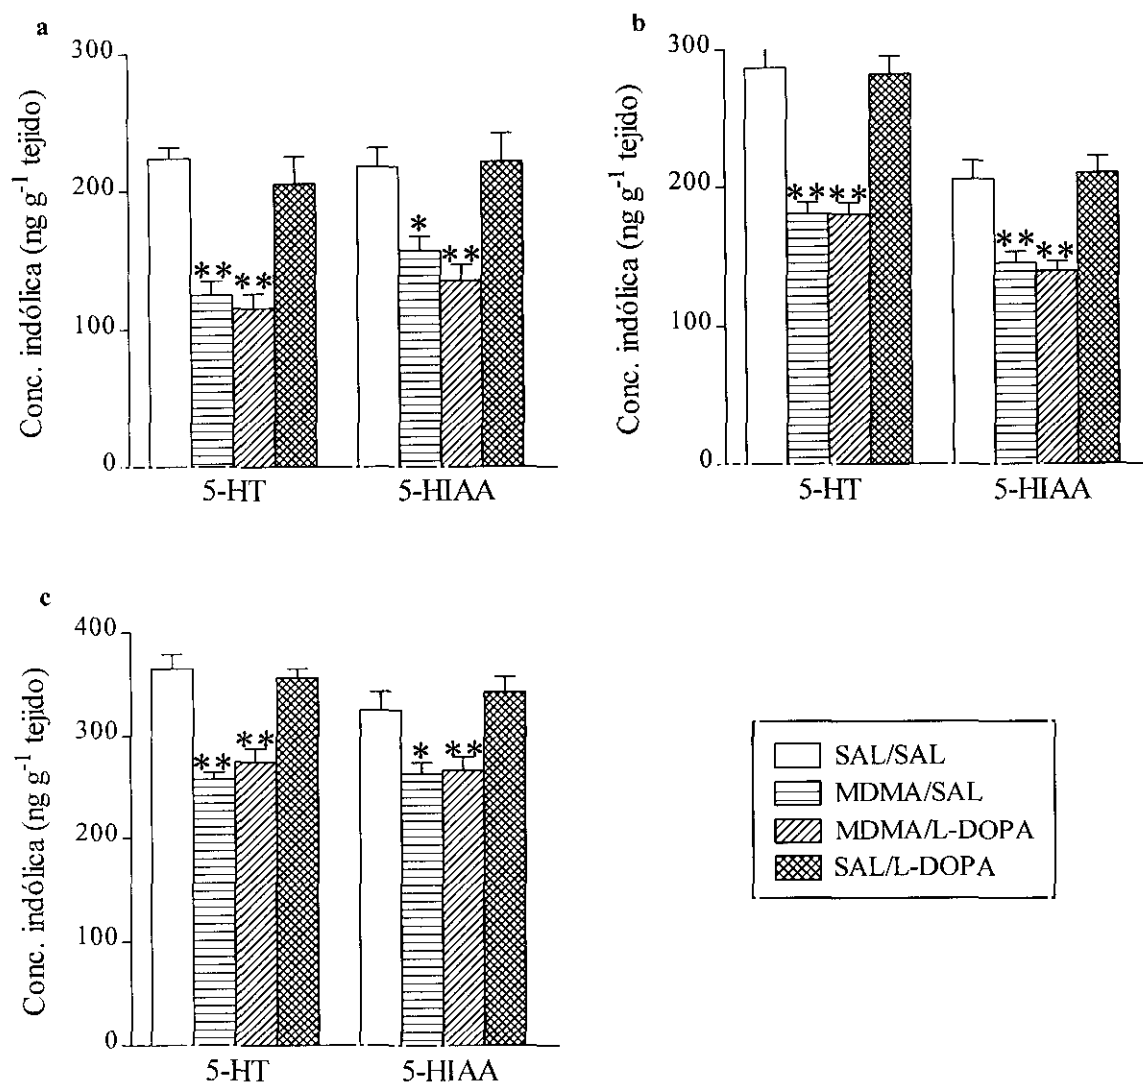 a
300
200
100
0
Conc. indólica (ng g⁻¹ tejido)
** ** * **
5-HT 5-HIAA
b
300
200
100
0
Conc. indólica (ng g⁻¹ tejido)
** ** ** **
5-HT 5-HIAA
c
400
300
200
100
0
Conc. indólica (ng g⁻¹ tejido)
** ** * **
5-HT 5-HIAA
SAL/SAL
MDMA/SAL
MDMA/L-DOPA
SAL/L-DOPA